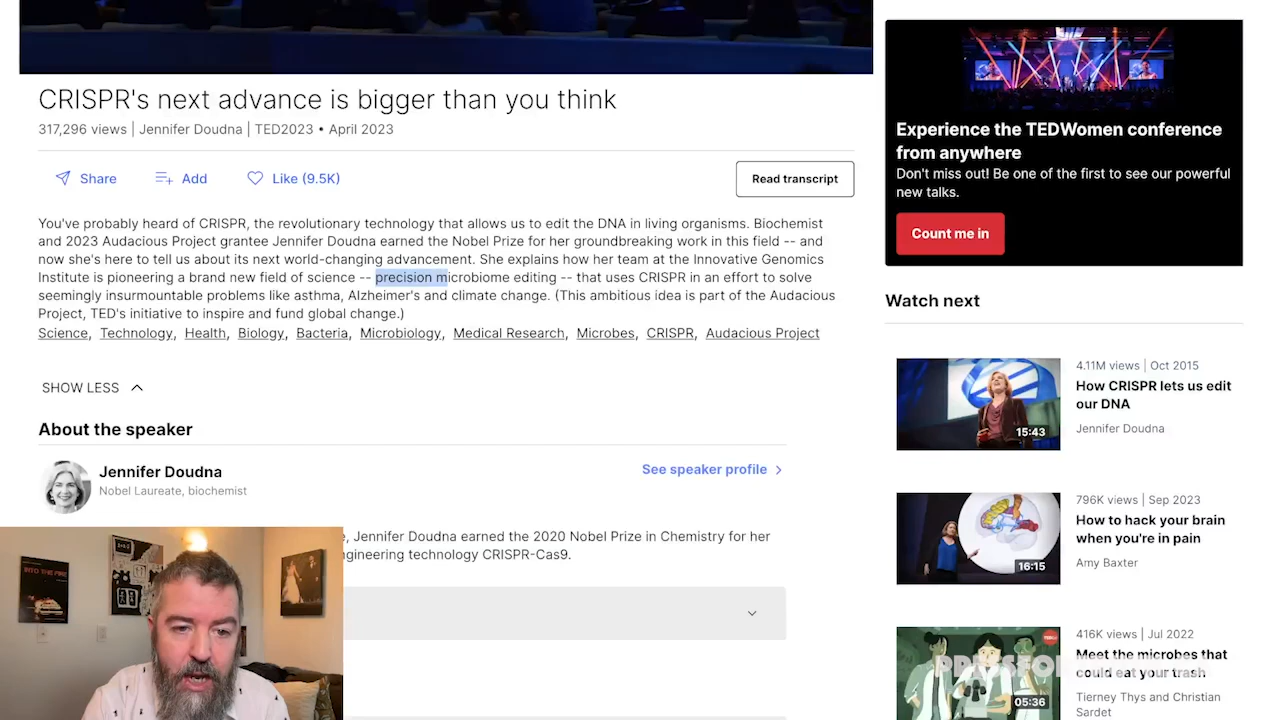 CRISPR's next advance is bigger than you think
317,296 views | Jennifer Doudna | TED2023 • April 2023
Share
Add
Like (9.5K)
Read transcript
You've probably heard of CRISPR, the revolutionary technology that allows us to edit the DNA in living organisms. Biochemist
and 2023 Audacious Project grantee Jennifer Doudna earned the Nobel Prize for her groundbreaking work in this field -- and
now she's here to tell us about its next world-changing advancement. She explains how her team at the Innovative Genomics
Institute is pioneering a brand new field of science -- precision microbiome editing -- that uses CRISPR in an effort to solve
seemingly insurmountable problems like asthma, Alzheimer's and climate change. (This ambitious idea is part of the Audacious
Project, TED's initiative to inspire and fund global change.)
Science, Technology, Health, Biology, Bacteria, Microbiology, Medical Research, Microbes, CRISPR, Audacious Project
SHOW LESS
About the speaker
Jennifer Doudna
Nobel Laureate, biochemist
See speaker profile
, Jennifer Doudna earned the 2020 Nobel Prize in Chemistry for her
ngineering technology CRISPR-Cas9.
INTO THE FIRE
Experience the TEDWomen conference
from anywhere
Don't miss out! Be one of the first to see our powerful
new talks.
Count me in
Watch next
15:43
4.11M views | Oct 2015
How CRISPR lets us edit
our DNA
Jennifer Doudna
16:15
796K views | Sep 2023
How to hack your brain
when you're in pain
Amy Baxter
05:36
416K views | Jul 2022
Meet the microbes that
could eat your trash
Tierney Thys and Christian
Sardet